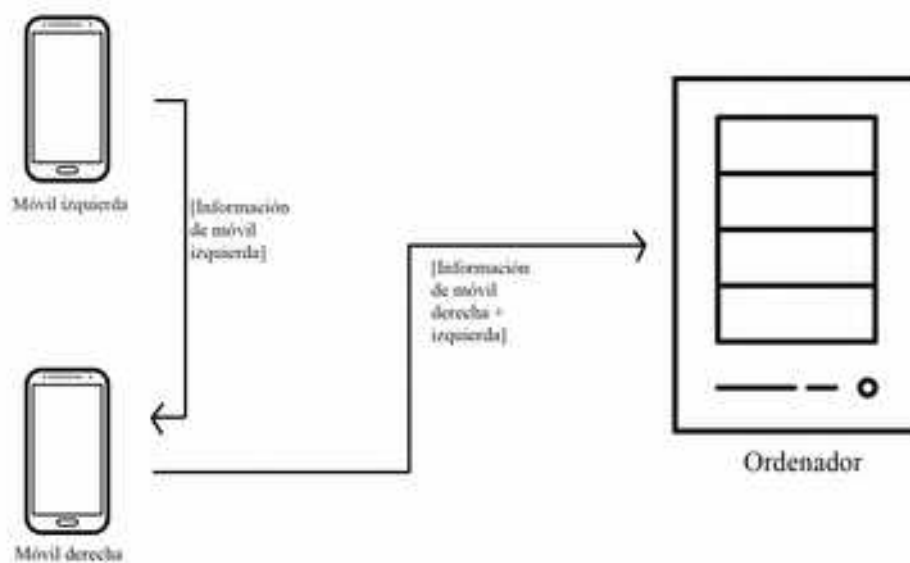 Móvil izquierda
[Información
de móvil
izquierda]
[Información
de móvil
derecha +
izquierda]
Ordenador
Móvil derecha